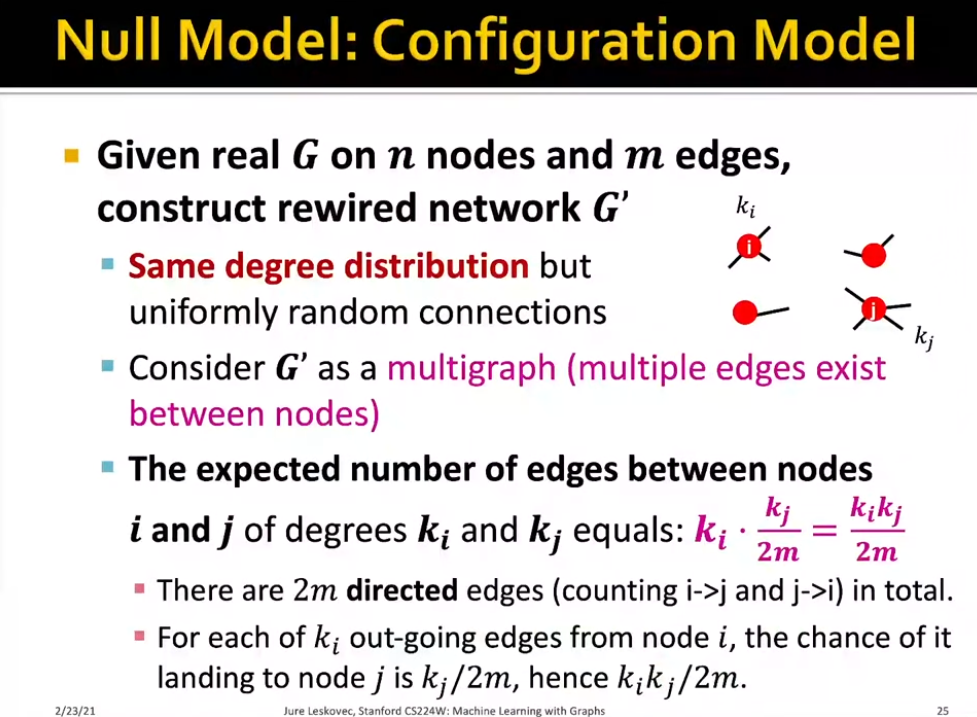 Null Model: Configuration Model
▪ Given real G on n nodes and m edges,
construct rewired network G'
k_i
i
▪ Same degree distribution but
uniformly random connections
j
k_j
▪ Consider G' as a multigraph (multiple edges exist
between nodes)
▪ The expected number of edges between nodes
i and j of degrees k_i and k_j equals: k_i · k_j/2m = k_i k_j/2m
▪ There are 2m directed edges (counting i->j and j->i) in total.
▪ For each of k_i out-going edges from node i, the chance of it
landing to node j is k_j/2m, hence k_i k_j/2m.
2/23/21 Jure Leskovec, Stanford CS224W: Machine Learning with Graphs 25